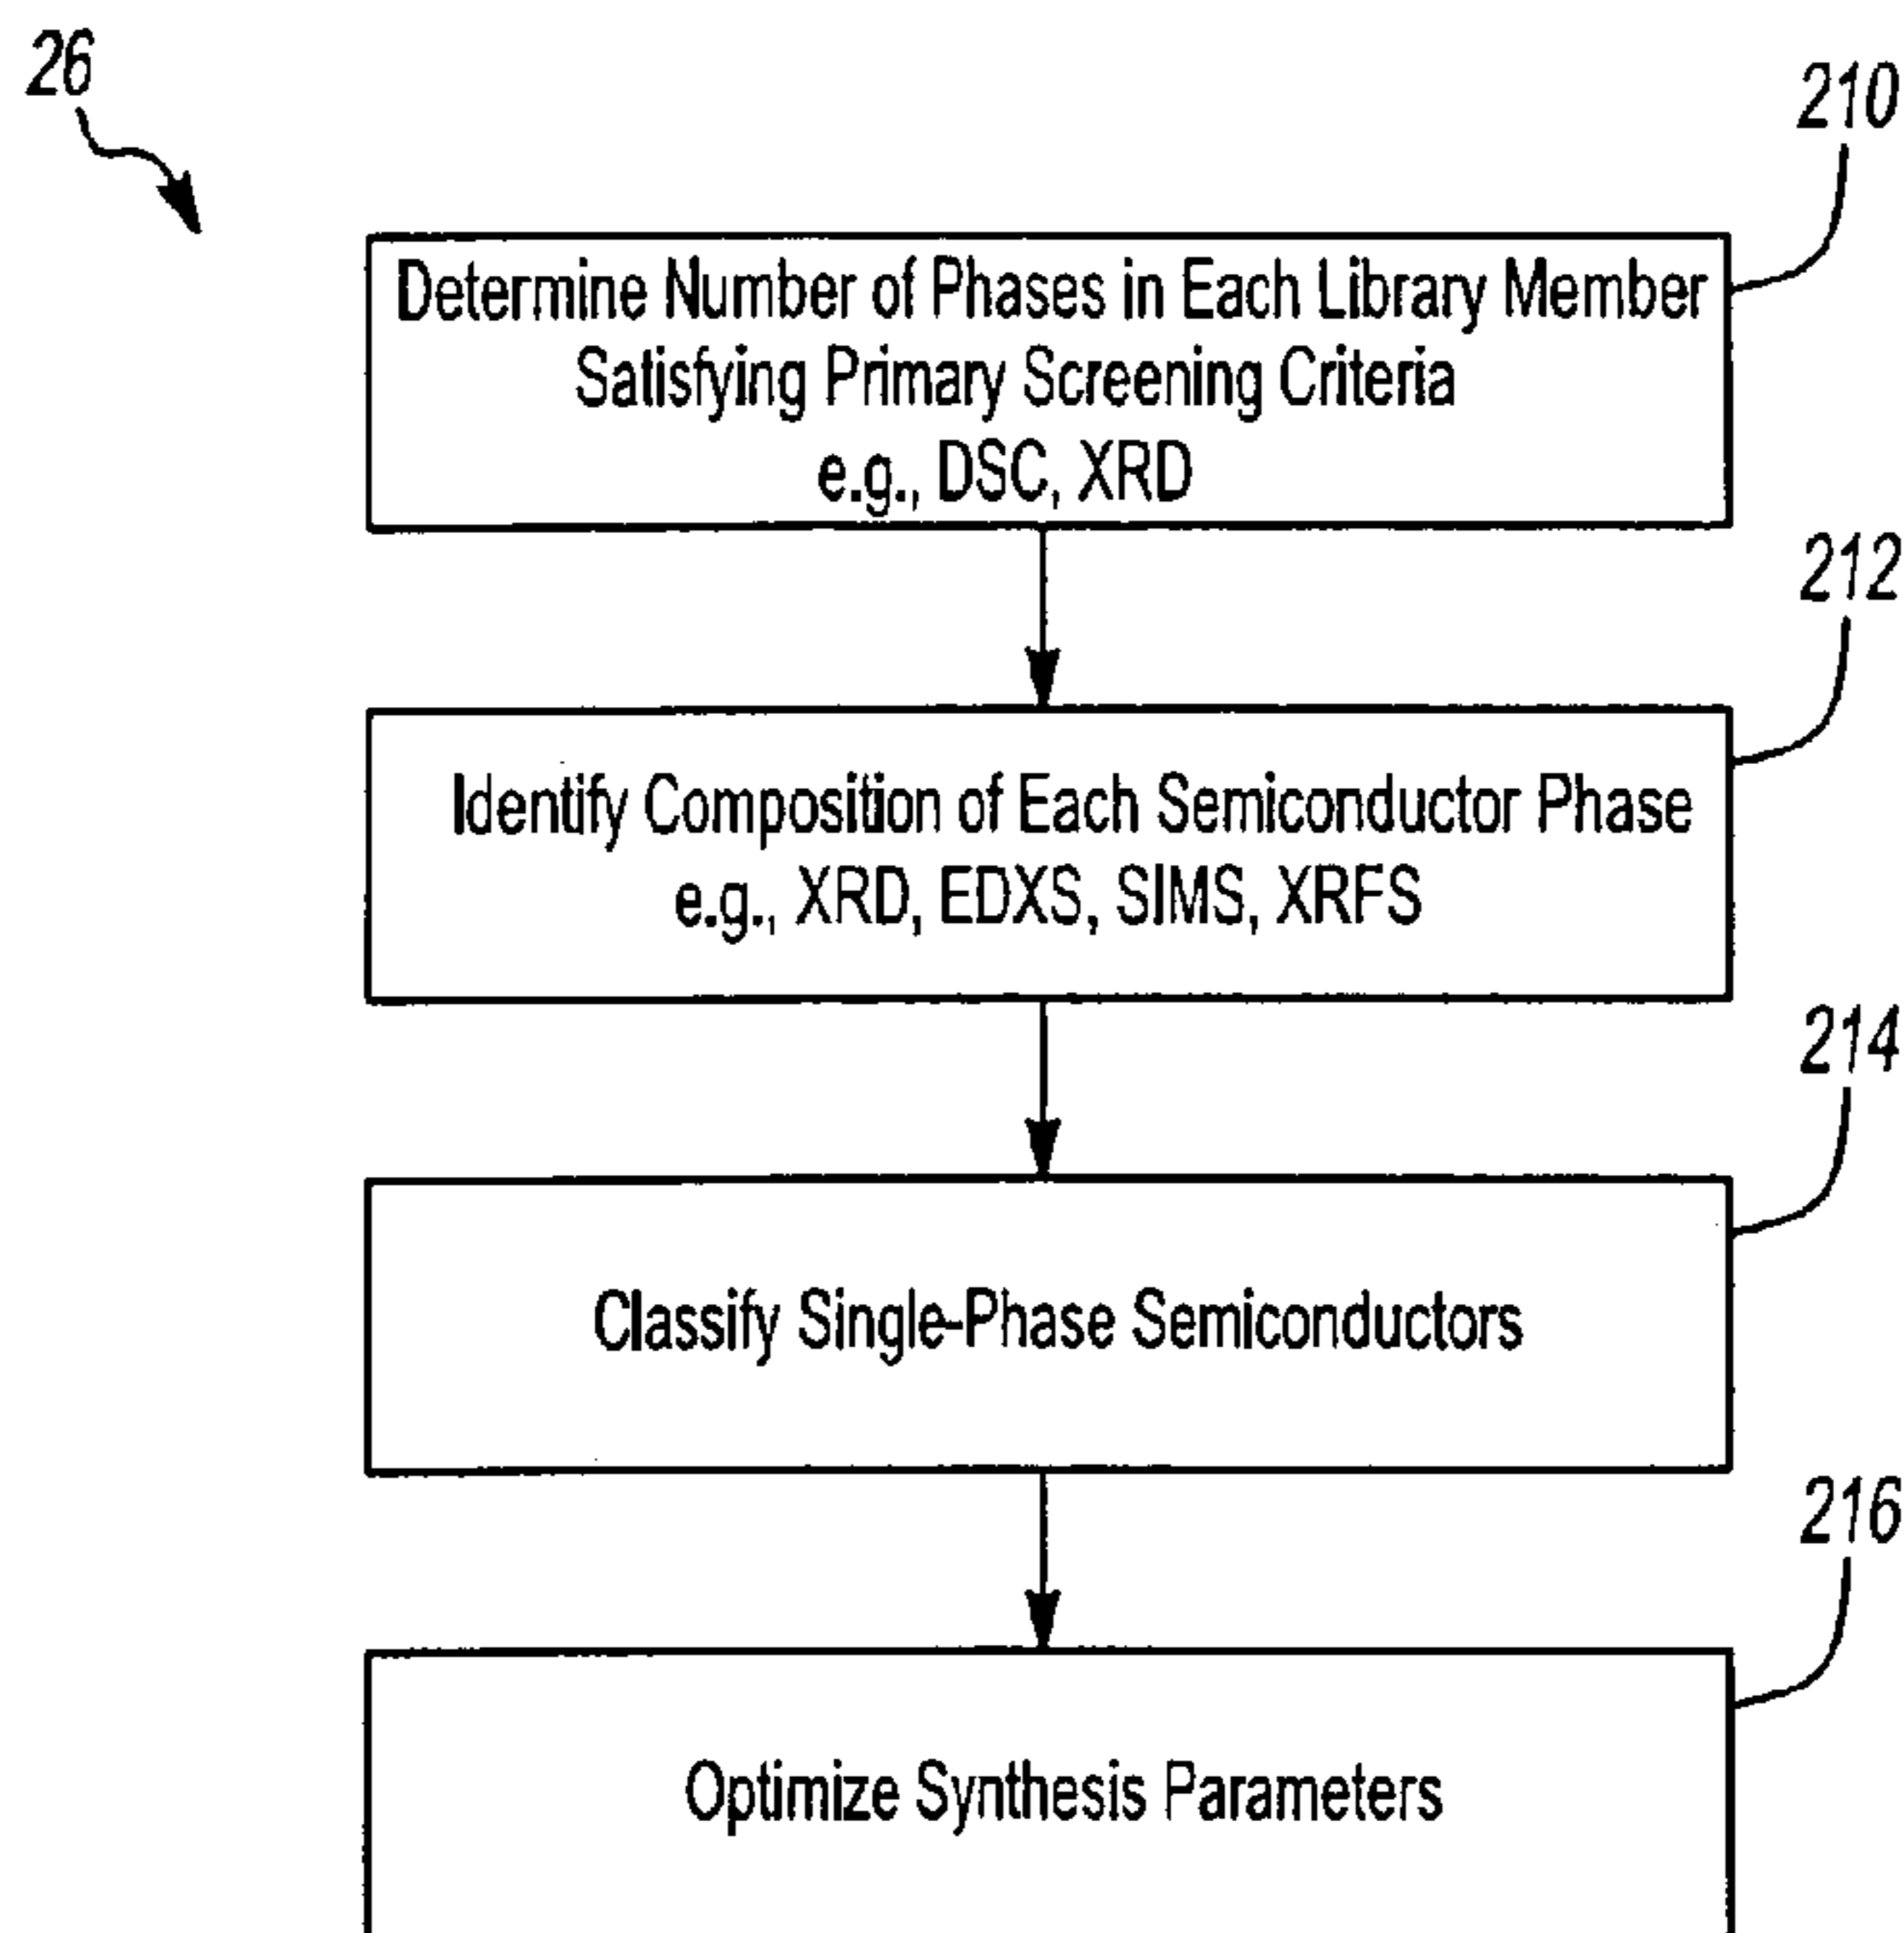 26
210
Determine Number of Phases in Each Library Member
Satisfying Primary Screening Criteria
e.g., DSC, XRD
212
Identify Composition of Each Semiconductor Phase
e.g., XRD, EDXS, SIMS, XRFS
214
Classify Single-Phase Semiconductors
216
Optimize Synthesis Parameters